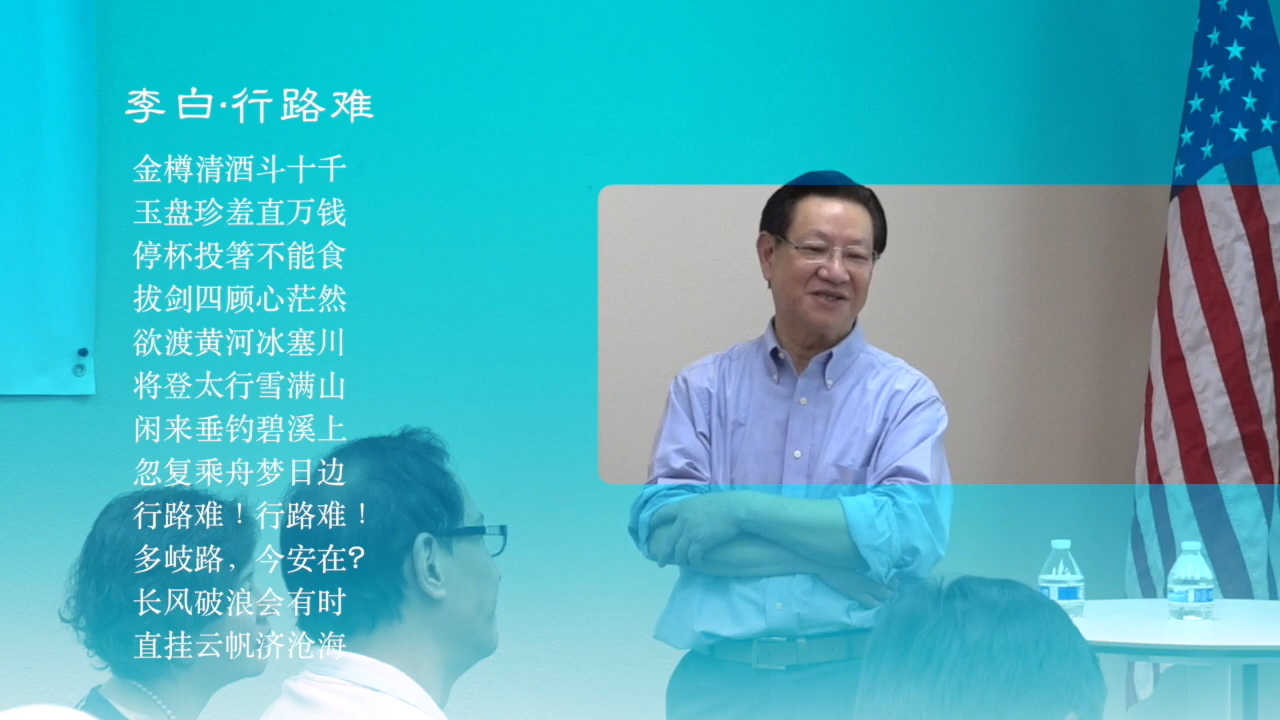 李白·行路难
金樽清酒斗十千
玉盘珍羞直万钱
停杯投箸不能食
拔剑四顾心茫然
欲渡黄河冰塞川
将登太行雪满山
闲来垂钓碧溪上
忽复乘舟梦日边
行路难！行路难！
多岐路，今安在?
长风破浪会有时
直挂云帆济沧海